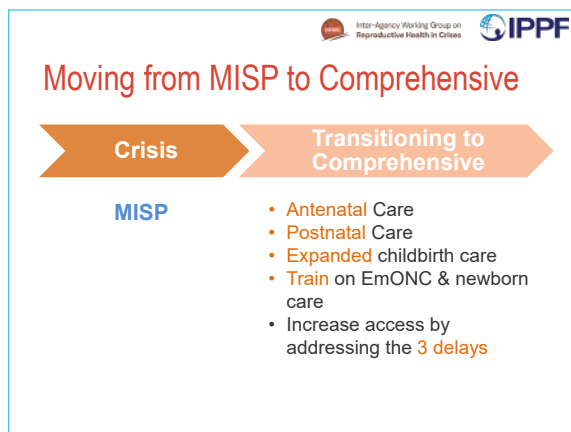 Inter-Agency Working Group on
Reproductive Health in Crises
IPPF
Moving from MISP to Comprehensive
Crisis
Transitioning to
Comprehensive
MISP
• Antenatal Care
• Postnatal Care
• Expanded childbirth care
• Train on EmONC & newborn
care
• Increase access by
addressing the 3 delays